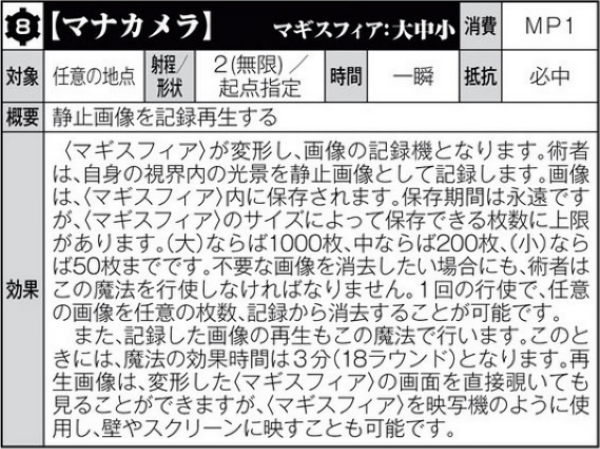 8 【マナカメラ】 マギスフィア:大中小 消費 MP1
対象 任意の地点 射程/形状 2(無限)/起点指定 時間 一瞬 抵抗 必中
概要 静止画像を記録再生する
効果
〈マギスフィア〉が変形し、画像の記録機となります。術者
は、自身の視界内の光景を静止画像として記録します。画像
は、〈マギスフィア〉内に保存されます。保存期間は永遠です
が、〈マギスフィア〉のサイズによって保存できる枚数に上限
があります。(大)ならば1000枚、中ならば200枚、(小)なら
ば50枚までです。不要な画像を消去したい場合にも、術者は
この魔法を行使しなければなりません。1回の行使で、任意
の画像を任意の枚数、記録から消去することが可能です。
また、記録した画像の再生もこの魔法で行います。このと
きには、魔法の効果時間は3分(18ラウンド)となります。再
生画像は、変形した〈マギスフィア〉の画面を直接覗いても
見ることができますが、〈マギスフィア〉を映写機のように使
用し、壁やスクリーンに映すことも可能です。